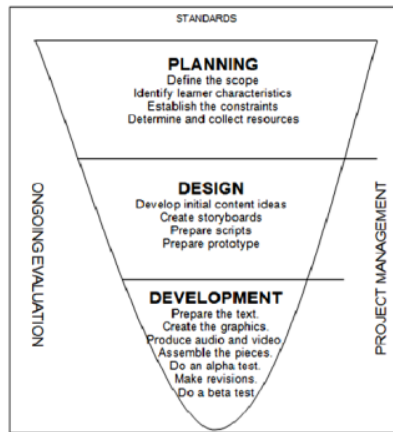 STANDARDS
PLANNING
Define the scope
Identify learner characteristics
Establish the constraints
Determine and collect resources
DESIGN
Develop initial content ideas
Create storyboards
Prepare scripts
Prepare prototype
DEVELOPMENT
Prepare the text.
Create the graphics.
Produce audio and video.
Assemble the pieces.
Do an alpha test.
Make revisions.
Do a beta test
ONGOING EVALUATION
PROJECT MANAGEMENT